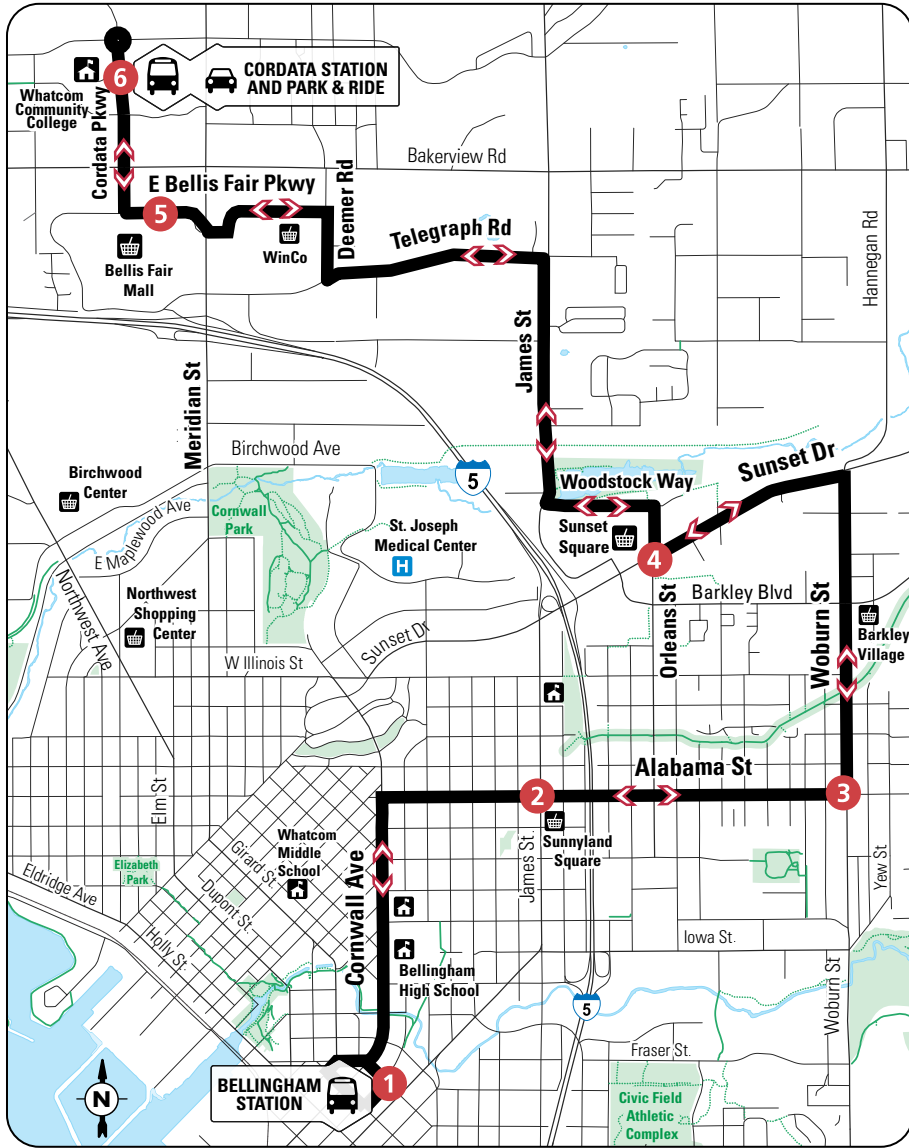 6
Whatcom
Community
College
CORDATA STATION
AND PARK & RIDE
Cordata Pkwy
Bakerview Rd
E Bellis Fair Pkwy
5
Deemer Rd
WinCo
Bellis Fair
Mall
Telegraph Rd
Hannegan Rd
James St
Meridian St
Birchwood Ave
5
Birchwood
Center
E Maplewood Ave
Cornwall
Park
St. Joseph
Medical Center
H
Woodstock Way
Sunset Dr
Sunset
Square
4
Northwest Ave
Northwest
Shopping
Center
Barkley Blvd
Orleans St
Woburn St
Barkley
Village
Sunset Dr
W Illinois St
Alabama St
2
3
Elm St
Sunnyland
Square
James St.
Whatcom
Middle
School
Girard St.
Elizabeth
Park
Dupont St.
Eldridge Ave
Holly St.
Cornwall Ave
Yew St
Iowa St.
Bellingham
High School
Woburn St
5
Fraser St.
BELLINGHAM
STATION
1
N
Civic Field
Athletic
Complex